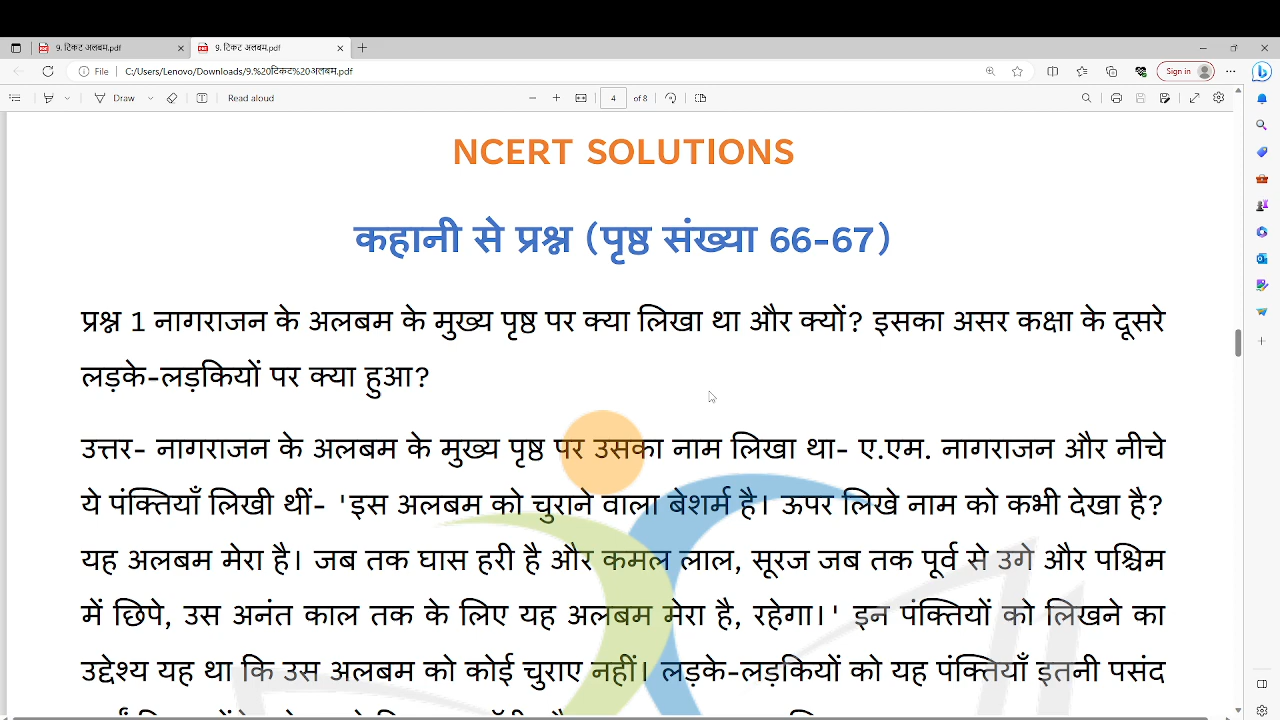 9. टिकट अलबम.pdf
9. टिकट अलबम.pdf
File
C:/Users/Lenovo/Downloads/9.%20टिकट%20अलबम.pdf
Sign in
Draw
Read aloud
4 of 8
NCERT SOLUTIONS
कहानी से प्रश्न (पृष्ठ संख्या 66-67)
प्रश्न 1 नागराजन के अलबम के मुख्य पृष्ठ पर क्या लिखा था और क्यों? इसका असर कक्षा के दूसरे
लड़के-लड़कियों पर क्या हुआ?
उत्तर- नागराजन के अलबम के मुख्य पृष्ठ पर उसका नाम लिखा था- ए.एम. नागराजन और नीचे
ये पंक्तियाँ लिखी थीं- 'इस अलबम को चुराने वाला बेशर्म है। ऊपर लिखे नाम को कभी देखा है?
यह अलबम मेरा है। जब तक घास हरी है और कमल लाल, सूरज जब तक पूर्व से उगे और पश्चिम
में छिपे, उस अनंत काल तक के लिए यह अलबम मेरा है, रहेगा।' इन पंक्तियों को लिखने का
उद्देश्य यह था कि उस अलबम को कोई चुराए नहीं। लड़के-लड़कियों को यह पंक्तियाँ इतनी पसंद